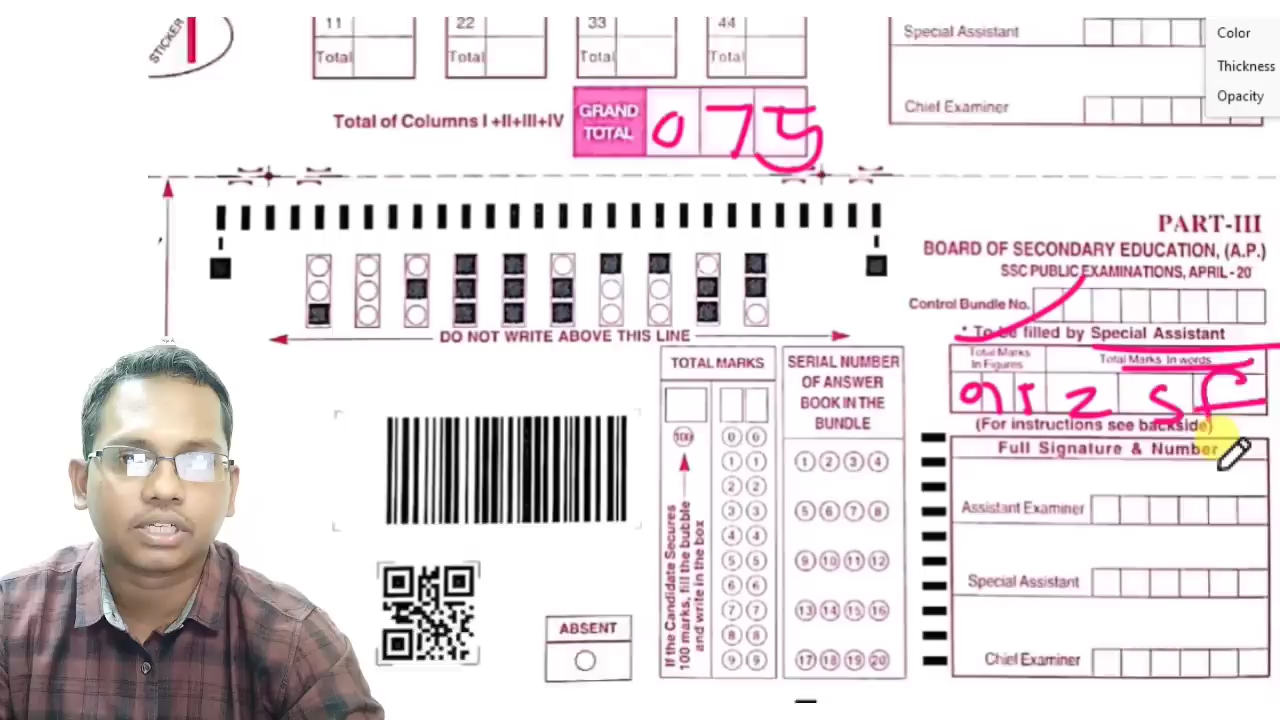 STICKER
11 22 33 44
Total Total Total Total
Special Assistant
Chief Examiner
Color
Thickness
Opacity
Total of Columns I +II+III+IV
GRAND TOTAL 0 7 5
PART-III
BOARD OF SECONDARY EDUCATION, (A.P.)
SSC PUBLIC EXAMINATIONS, APRIL - 20
Control Bundle No.
* To be filled by Special Assistant
Total Marks In Figures
Total Marks In words
(For instructions see backside)
Full Signature & Number
Assistant Examiner
Special Assistant
Chief Examiner
DO NOT WRITE ABOVE THIS LINE
TOTAL MARKS
100
0 0
1 1
2 2
3 3
4 4
5 5
6 6
7 7
8 8
9 9
If the Candidate Secures
100 marks, fill the bubble
and write in the box
SERIAL NUMBER
OF ANSWER
BOOK IN THE
BUNDLE
1 2 3 4
5 6 7 8
9 10 11 12
13 14 15 16
17 18 19 20
ABSENT